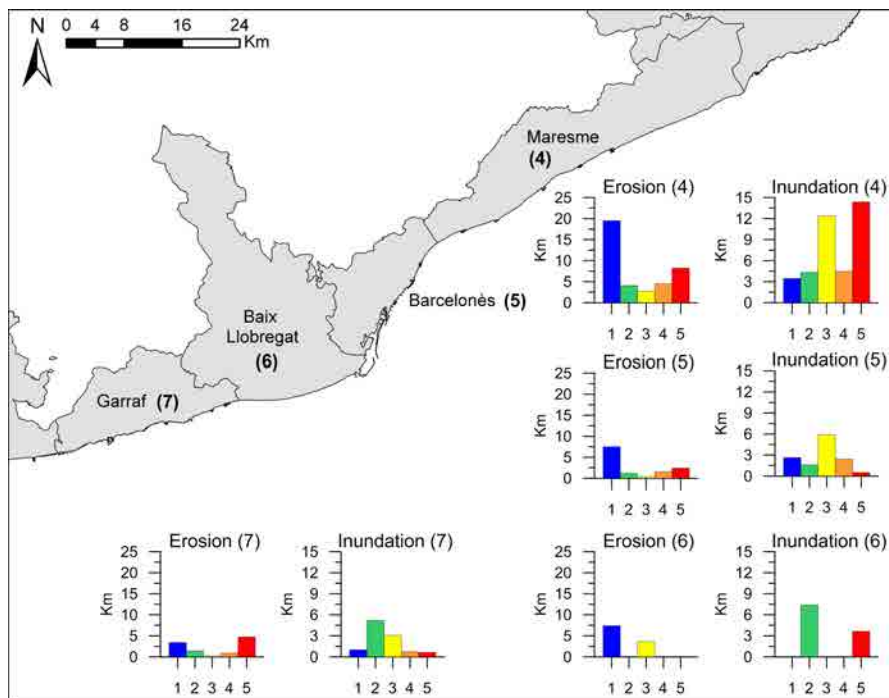 N
0 4 8 16 24
Km
Maresme
(4)
Barcelonès (5)
Baix
Llobregat
(6)
Garraf (7)
Erosion (4)
25
20
15
10
5
0
Km
1 2 3 4 5
Inundation (4)
15
12
9
6
3
0
Km
1 2 3 4 5
Erosion (5)
25
20
15
10
5
0
Km
1 2 3 4 5
Inundation (5)
15
12
9
6
3
0
Km
1 2 3 4 5
Erosion (7)
25
20
15
10
5
0
Km
1 2 3 4 5
Inundation (7)
15
12
9
6
3
0
Km
1 2 3 4 5
Erosion (6)
25
20
15
10
5
0
Km
1 2 3 4 5
Inundation (6)
15
12
9
6
3
0
Km
1 2 3 4 5